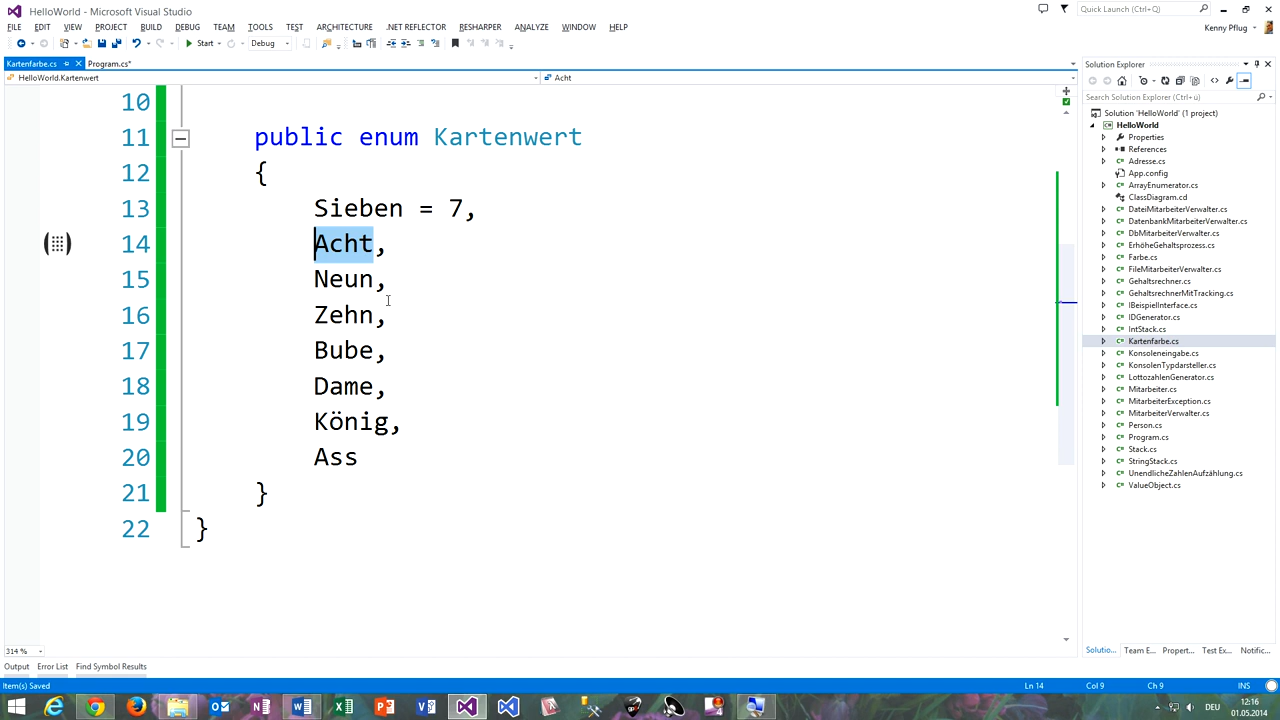 HelloWorld - Microsoft Visual Studio
Quick Launch (Ctrl+Q)
FILE EDIT VIEW PROJECT BUILD DEBUG TEAM TOOLS TEST ARCHITECTURE .NET REFLECTOR RESHARPER ANALYZE WINDOW HELP
Kenny Pflug
Start
Debug
Kartenfarbe.cs
Program.cs*
HelloWorld.Kartenwert
Acht
10
11 public enum Kartenwert
12 {
13 Sieben = 7,
14 Acht,
15 Neun,
16 Zehn,
17 Bube,
18 Dame,
19 König,
20 Ass
21 }
22 }
314 %
Solution Explorer
Search Solution Explorer (Ctrl+ü)
Solution 'HelloWorld' (1 project)
HelloWorld
Properties
References
Adresse.cs
App.config
ArrayEnumerator.cs
ClassDiagram.cd
DateiMitarbeiterVerwalter.cs
DatenbankMitarbeiterVerwalter.cs
DbMitarbeiterVerwalter.cs
ErhöheGehaltsprozess.cs
Farbe.cs
FileMitarbeiterVerwalter.cs
Gehaltsrechner.cs
GehaltsrechnerMitTracking.cs
IBeispielInterface.cs
IDGenerator.cs
IntStack.cs
Kartenfarbe.cs
Konsoleneingabe.cs
KonsolenTypdarsteller.cs
LottozahlenGenerator.cs
Mitarbeiter.cs
MitarbeiterException.cs
MitarbeiterVerwalter.cs
Person.cs
Program.cs
Stack.cs
StringStack.cs
UnendlicheZahlenAufzählung.cs
ValueObject.cs
Solutio... Team E... Propert... Test Ex... Notific...
Output Error List Find Symbol Results
Item(s) Saved
Ln 14 Col 9 Ch 9 INS
DEU
12:16
01.05.2014